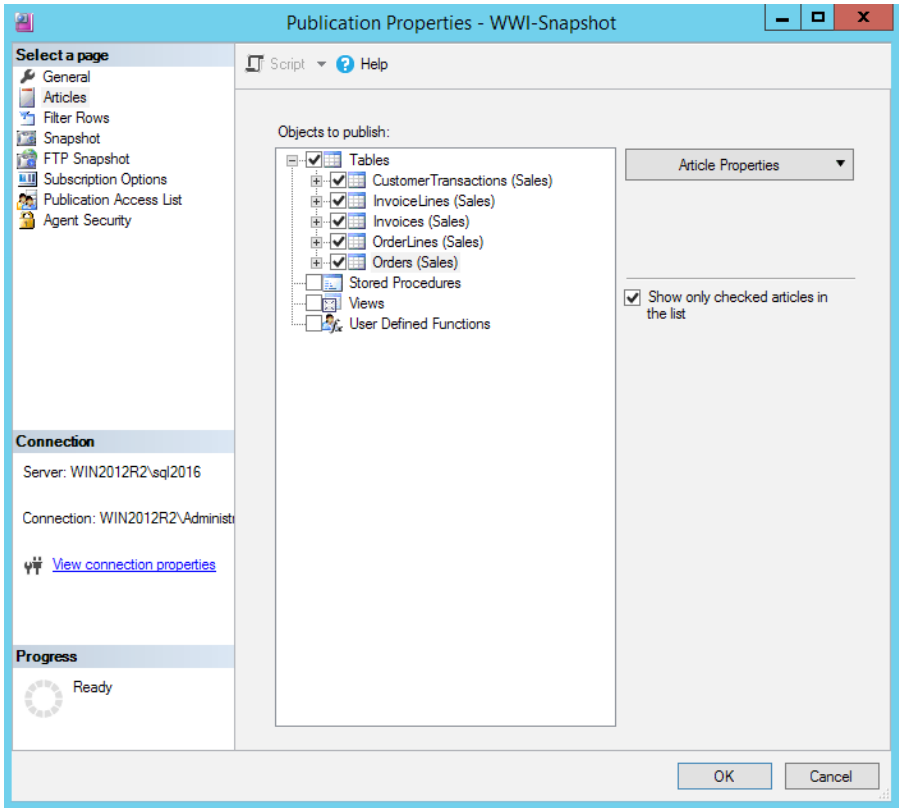 Publication Properties - WWI-Snapshot
Select a page
General
Articles
Filter Rows
Snapshot
FTP Snapshot
Subscription Options
Publication Access List
Agent Security
Script
Help
Objects to publish:
Tables
CustomerTransactions (Sales)
InvoiceLines (Sales)
Invoices (Sales)
OrderLines (Sales)
Orders (Sales)
Stored Procedures
Views
User Defined Functions
Article Properties
Show only checked articles in
the list
Connection
Server: WIN2012R2\sql2016
Connection: WIN2012R2\Administr
View connection properties
Progress
Ready
OK
Cancel